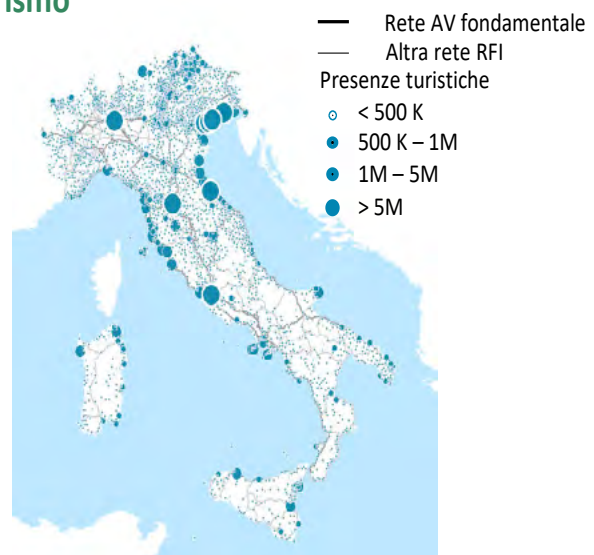 ismo
Rete AV fondamentale
Altra rete RFI
Presenze turistiche
< 500 K
500 K – 1M
1M – 5M
> 5M